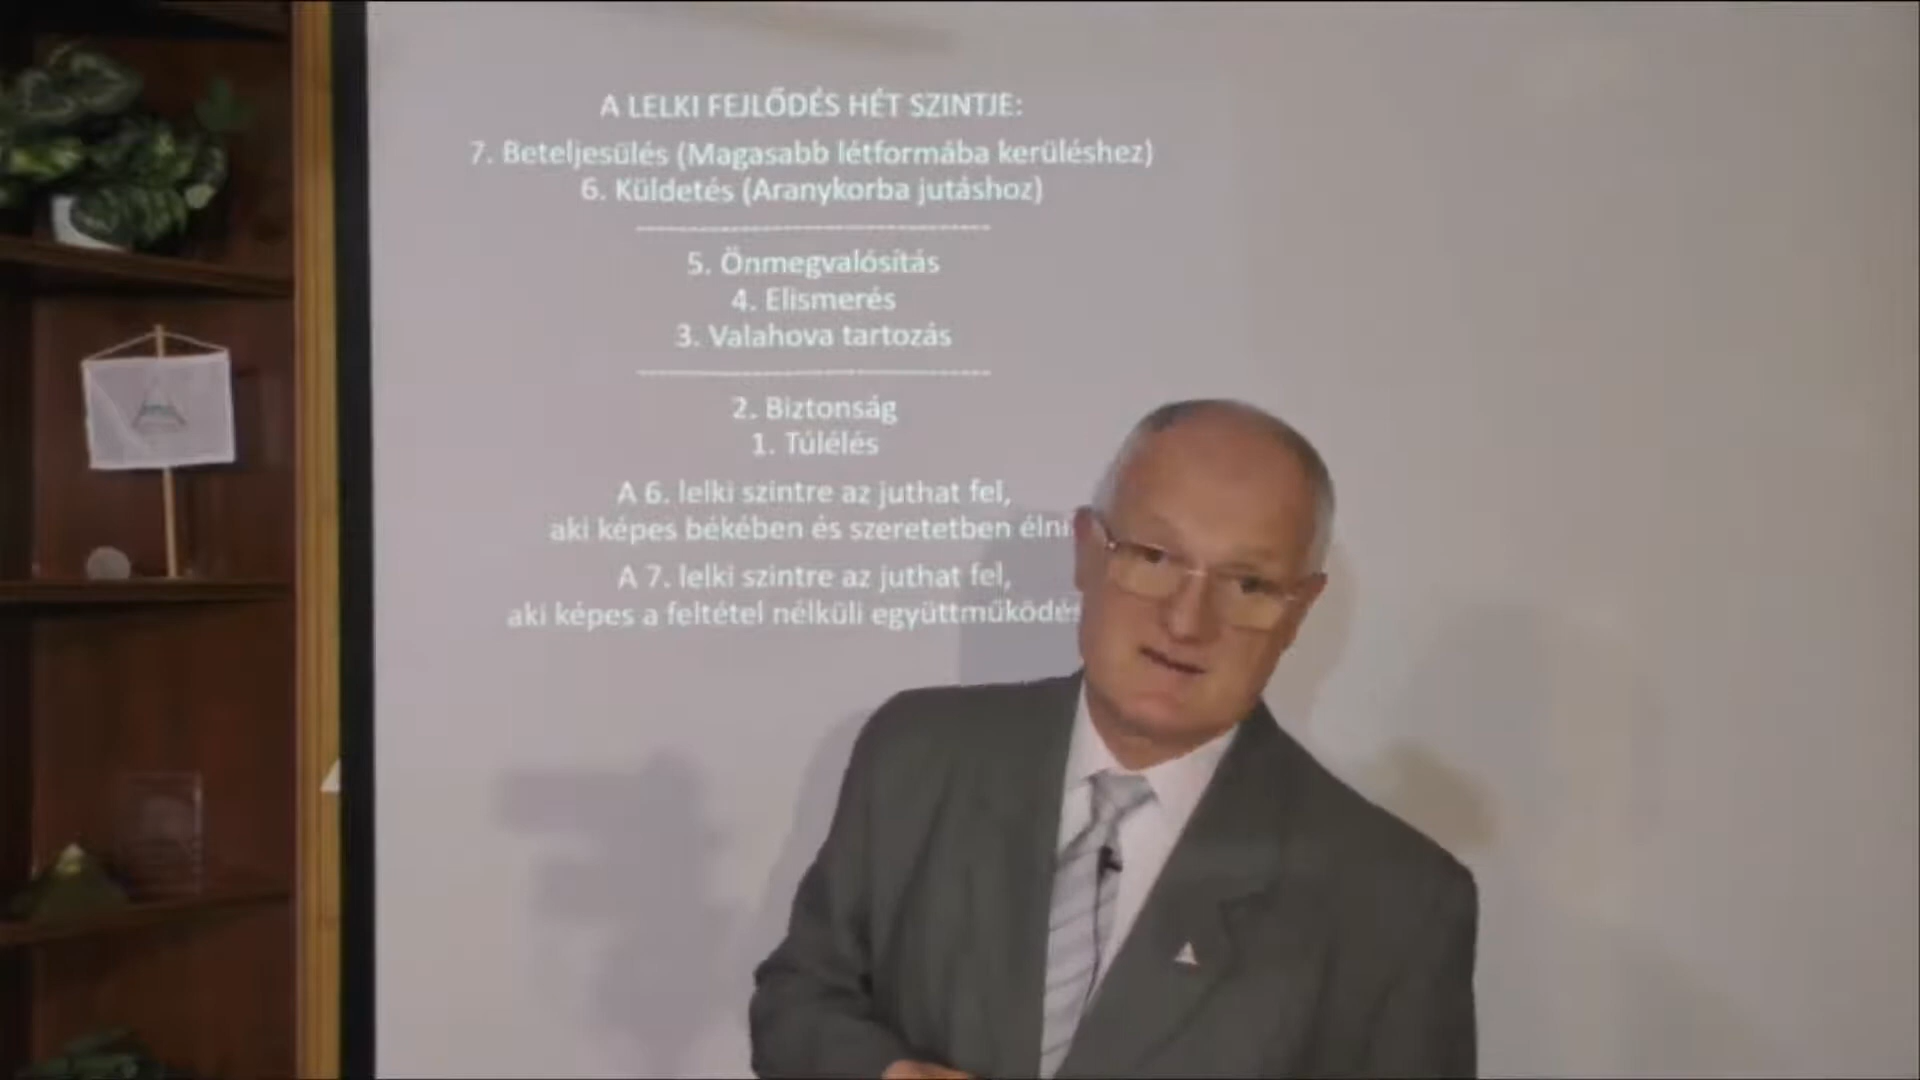 A LELKI FEJLŐDÉS HÉT SZINTJE:
7. Beteljesülés (Magasabb létformába kerüléshez)
6. Küldetés (Aranykorba jutáshoz)
5. Önmegvalósítás
4. Elismerés
3. Valahova tartozás
2. Biztonság
1. Túlélés
A 6. lelki szintre az juthat fel,
aki képes békében és szeretetben élni
A 7. lelki szintre az juthat fel,
aki képes a feltétel nélküli